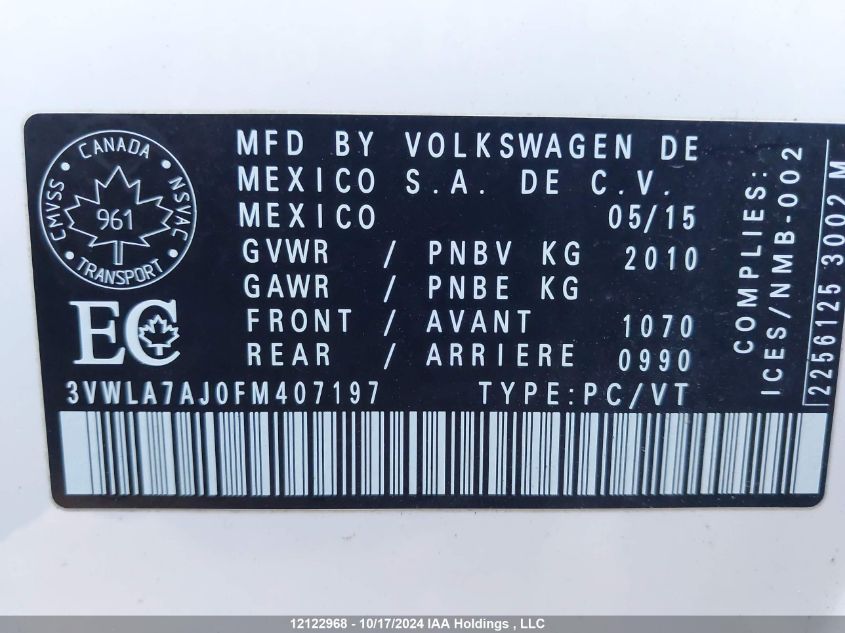 CANADA
CMVSS
NSVAC
961
TRANSPORT
EC
MFD BY VOLKSWAGEN DE
MEXICO S.A. DE C.V.
MEXICO 05/15
GVWR / PNBV KG 2010
GAWR / PNBE KG
FRONT / AVANT 1070
REAR / ARRIERE 0990
3VWLA7AJ0FM407197 TYPE:PC/VT
COMPLIES:
ICES/NMB-002
2256125 3002 M
12122968 - 10/17/2024 IAA Holdings , LLC